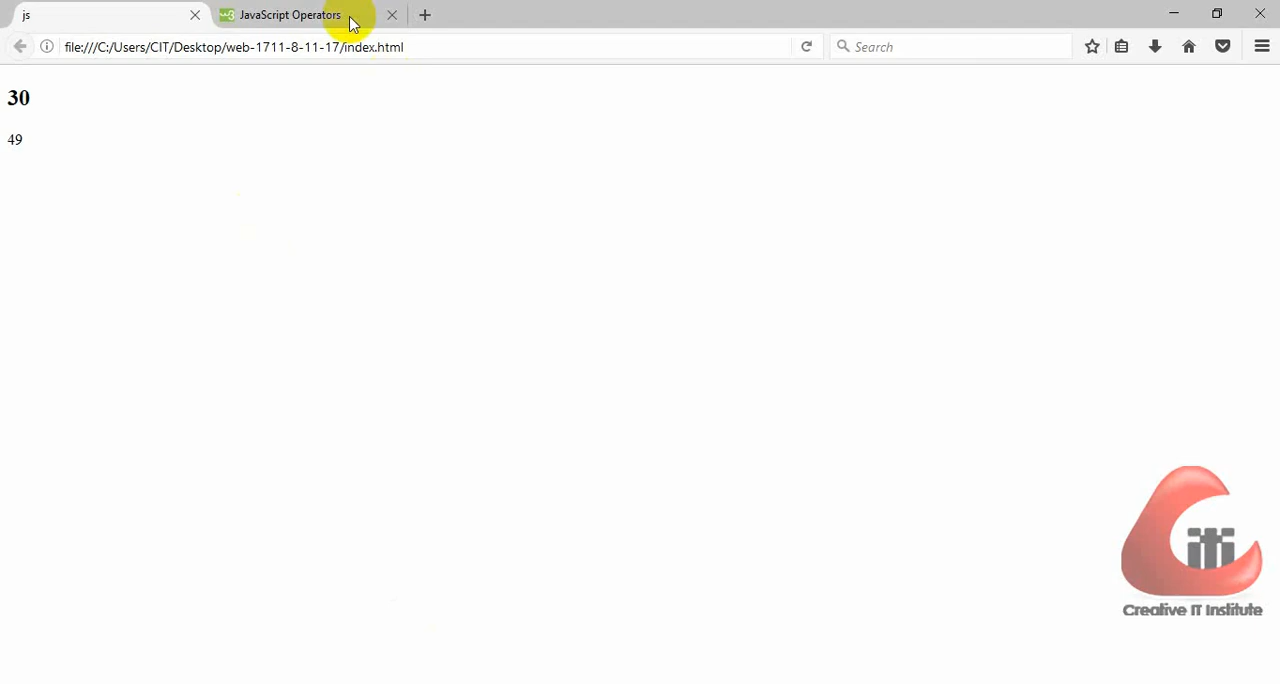 js
JavaScript Operators
file:///C:/Users/CIT/Desktop/web-1711-8-11-17/index.html
Search
30
49
Creative IT Institute